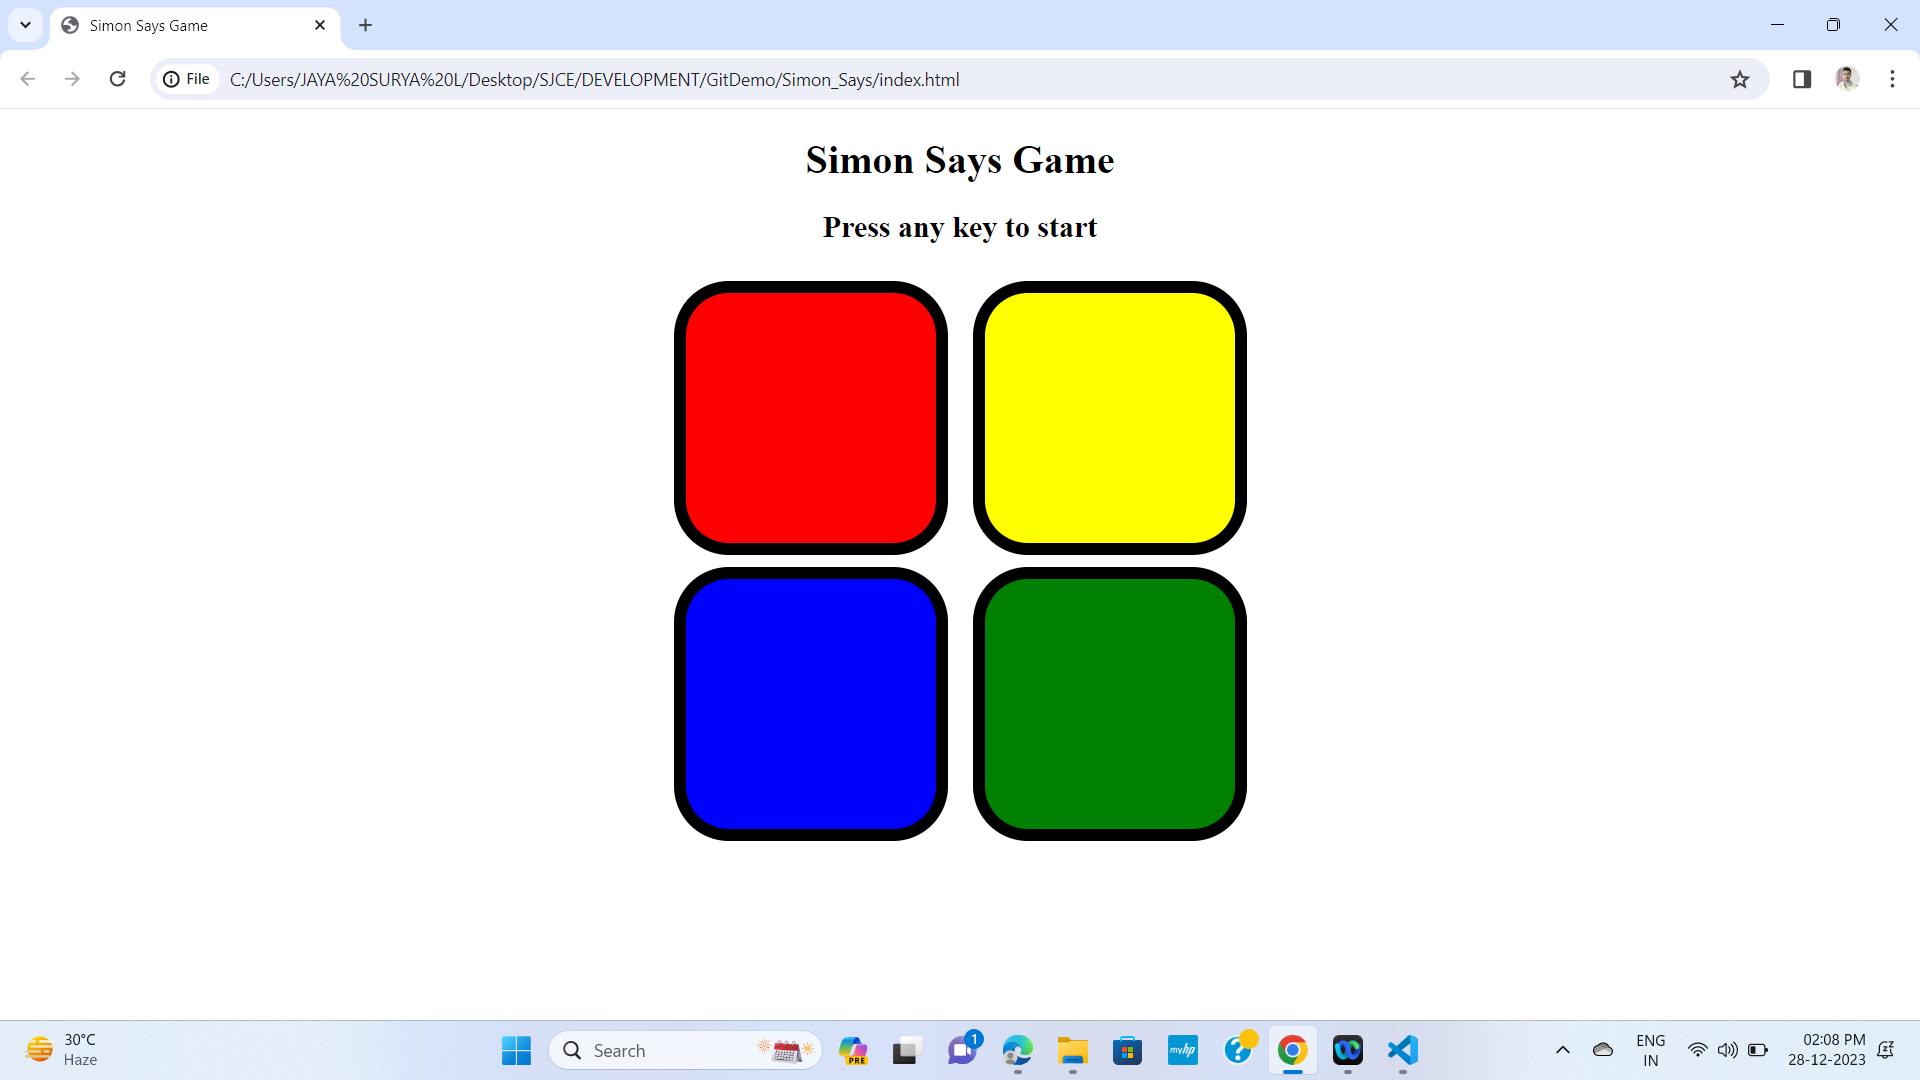 Simon Says Game
File
C:/Users/JAYA%20SURYA%20L/Desktop/SJCE/DEVELOPMENT/GitDemo/Simon_Says/index.html
Simon Says Game
Press any key to start
30°C
Haze
Search
PRE
1
myhp
?
ENG
IN
02:08 PM
28-12-2023